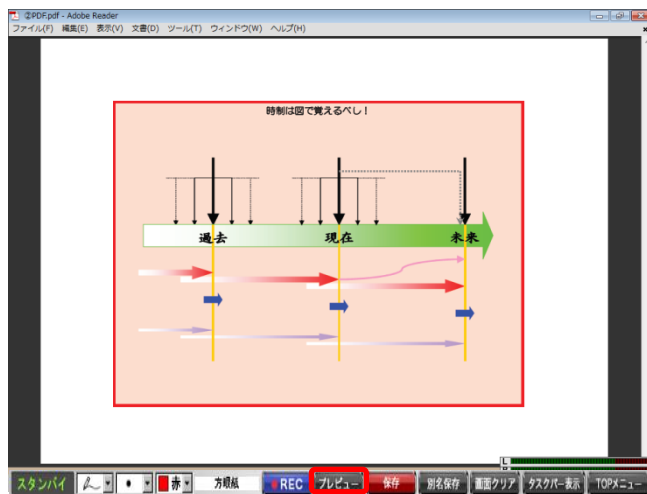 ②PDF.pdf - Adobe Reader
ファイル(F) 編集(E) 表示(V) 文書(D) ツール(T) ウィンドウ(W) ヘルプ(H)
時制は図で覚えるべし！
過去 現在 未来
L
スタンバイ 赤 方眼紙 REC プレビュー 保存 別名保存 画面クリア タスクバー表示 TOPメニュー